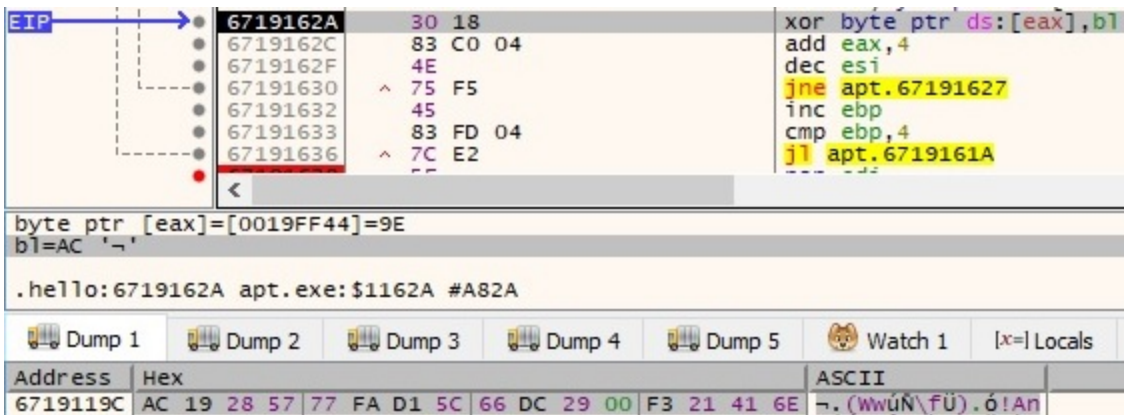 EIP
6719162A 30 18 xor byte ptr ds:[eax],bl
6719162C 83 C0 04 add eax,4
6719162F 4E dec esi
67191630 ^ 75 F5 jne apt.67191627
67191632 45 inc ebp
67191633 83 FD 04 cmp ebp,4
67191636 ^ 7C E2 jl apt.6719161A
<
byte ptr [eax]=[0019FF44]=9E
bl=AC '¬'
.hello:6719162A apt.exe:$1162A #A82A
Dump 1 Dump 2 Dump 3 Dump 4 Dump 5 Watch 1 [x=] Locals
Address Hex ASCII
6719119C AC 19 28 57 77 FA D1 5C 66 DC 29 00 F3 21 41 6E ¬.(WwúÑ\fÜ).ó!An